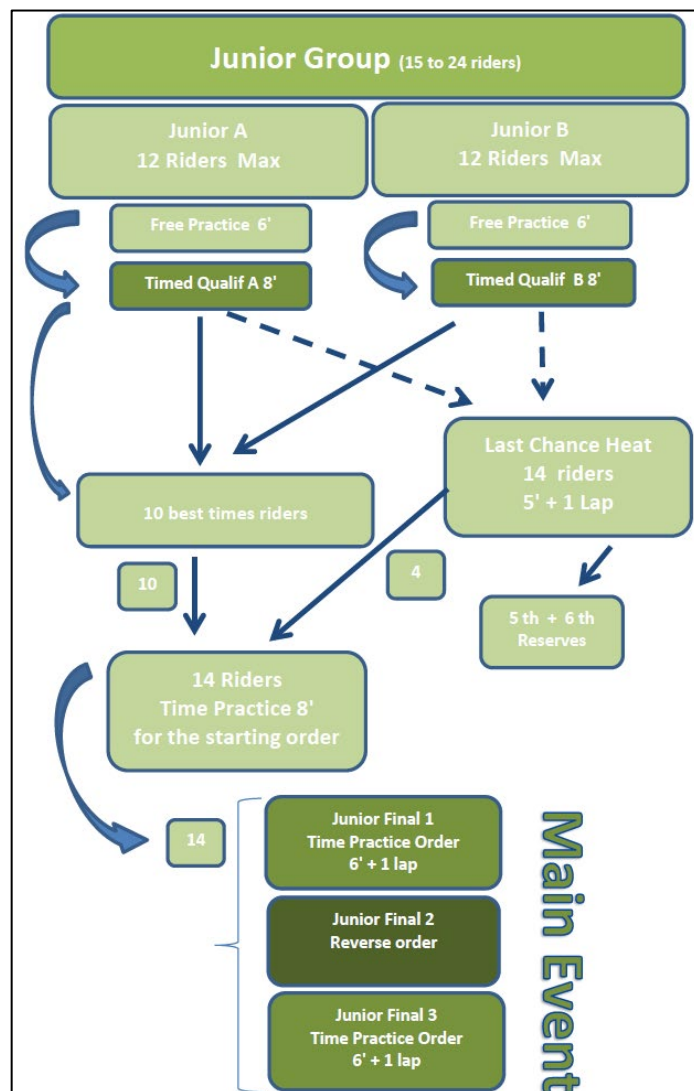 Junior Group (15 to 24 riders)
Junior A
12 Riders Max
Junior B
12 Riders Max
Free Practice 6'
Free Practice 6'
Timed Qualif A 8'
Timed Qualif B 8'
Last Chance Heat
14 riders
5' + 1 Lap
10 best times riders
10
4
5 th + 6 th
Reserves
14 Riders
Time Practice 8'
for the starting order
14
Junior Final 1
Time Practice Order
6' + 1 lap
Junior Final 2
Reverse order
Junior Final 3
Time Practice Order
6' + 1 lap
Main Event